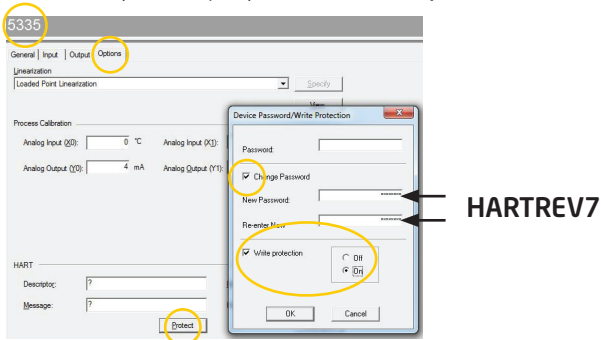 5335
General Input Output Options
Linearization
Loaded Point Linearization
Specify
Process Calibration
Analog Input (X0): 0 °C Analog Input (X1):
Analog Output (Y0): 4 mA Analog Output (Y1):
HART
Descriptor: ?
Message: ?
Protect
Device Password/Write Protection
Password:
Change Password
New Password: ********
Re-enter New ********
Write protection
Off
On
OK Cancel
HARTREV7